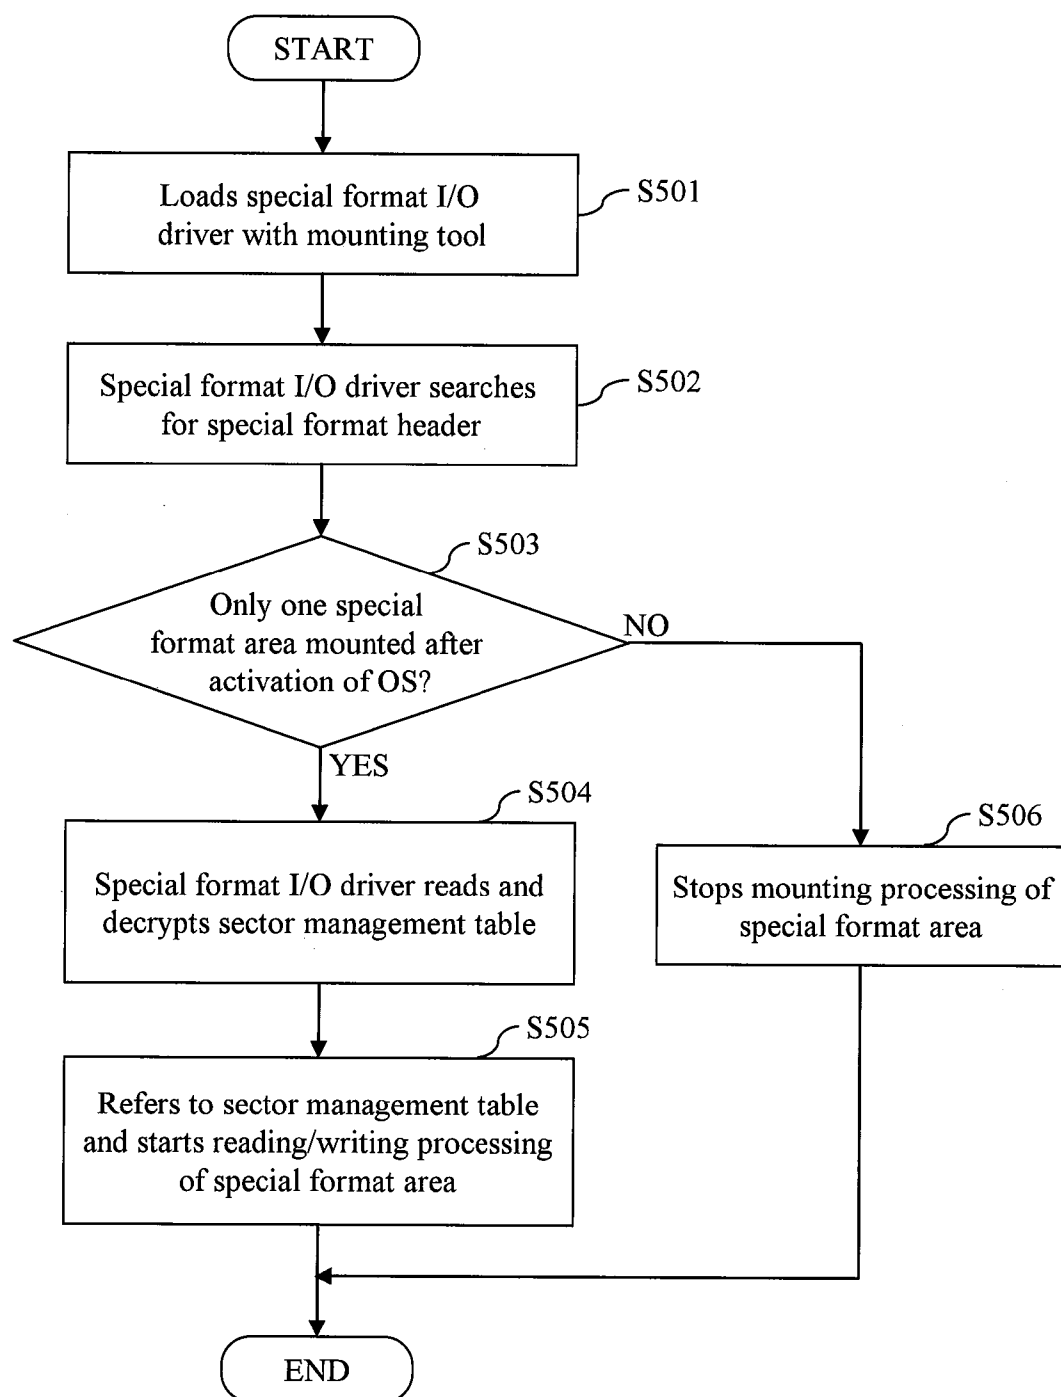 START
Loads special format I/O
driver with mounting tool
S501
Special format I/O driver searches
for special format header
S502
S503
Only one special
format area mounted after
activation of OS?
NO
YES
S504
Special format I/O driver reads and
decrypts sector management table
S506
Stops mounting processing of
special format area
S505
Refers to sector management table
and starts reading/writing processing
of special format area
END